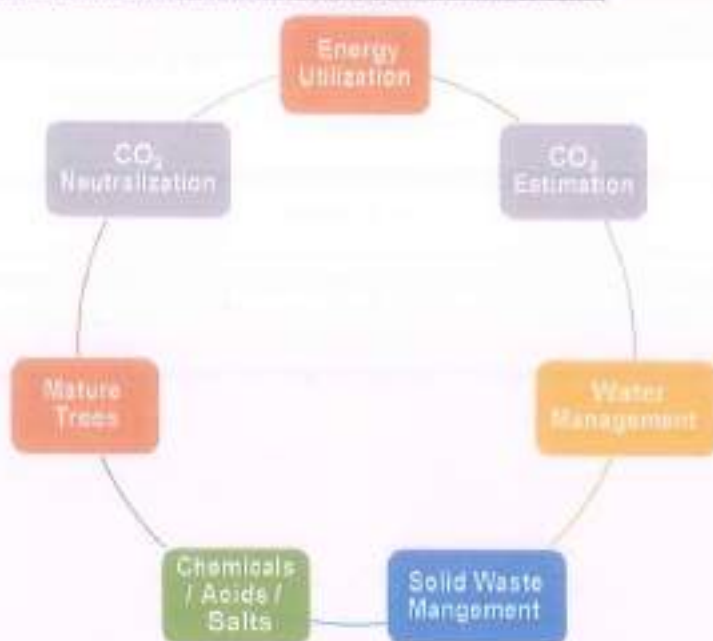 Energy
Utilization
CO₂
Estimation
Water
Management
Solid Waste
Mangement
Chemicals
/ Acids /
Salts
Mature
Trees
CO₂
Neutralization